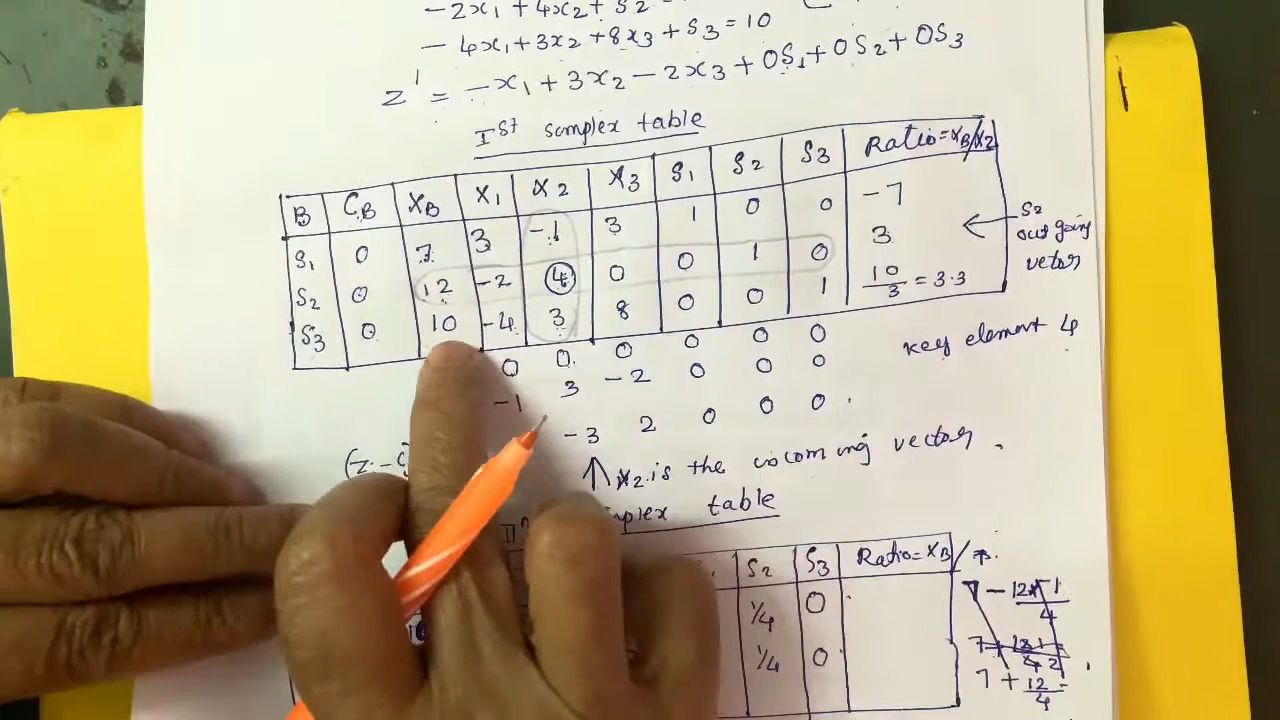 -2x₁ + 4x₂ + S₂
- 4x₁ + 3x₂ + 8x₃ + S₃ = 10
Z' = -x₁ + 3x₂ - 2x₃ + 0S₁ + 0S₂ + 0S₃
Iˢᵗ simplex table
B C_B X_B X₁ X₂ X₃ S₁ S₂ S₃ Ratio = X_B/X₂
S₁ 0 7 3 -1 3 1 0 0 -7
S₂ 0 12 -2 4 0 0 1 0 3
S₃ 0 10 -4 3 8 0 0 1 10/3 = 3.3
← S₂ out going vetor
0 0 0 0 0 0
key element 4
-1 3 -2 0 0 0
-3 2 0 0 0
↑ X₂ is the incoming vector.
simplex table
S₂ S₃ Ratio = X_B/
1/4 0
1/4 0
7 + 12/4 =